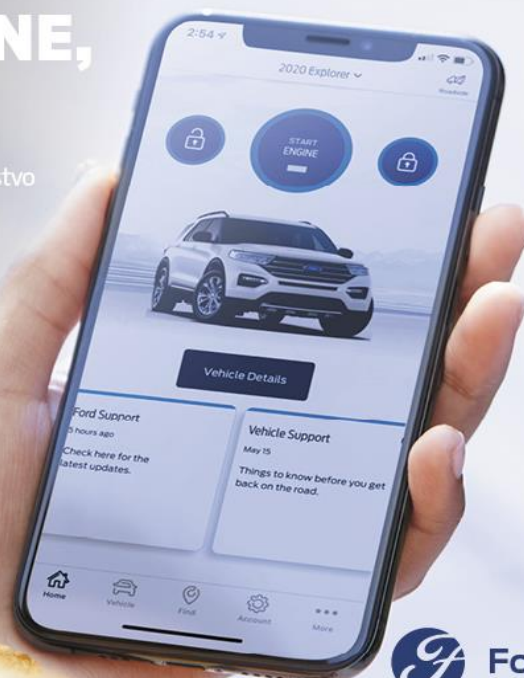 NE,
stvo
2:54
2020 Explorer
Roadside
START
ENGINE
Vehicle Details
Ford Support
5 hours ago
Check here for the
latest updates.
Vehicle Support
May 15
Things to know before you get
back on the road.
Home
Vehicle
Find
Account
More
Fo